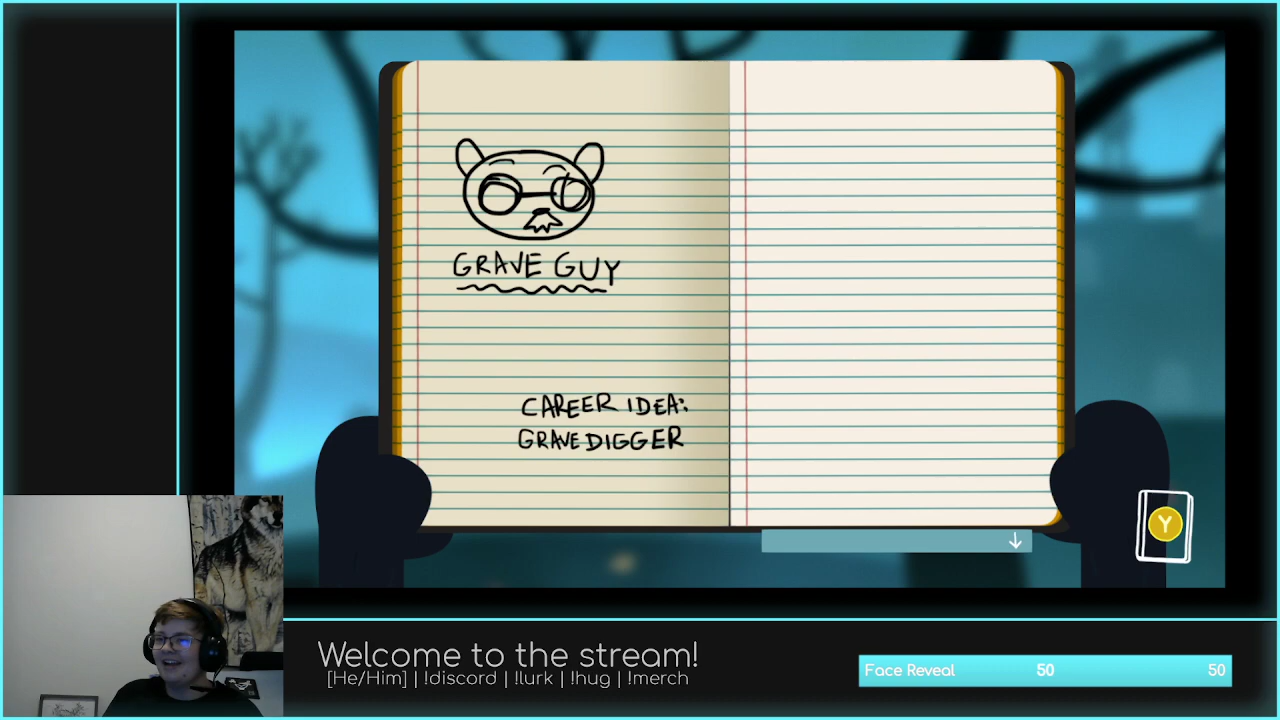 GRAVE GUY
CAREER IDEA:
GRAVEDIGGER
Y
Welcome to the stream!
[He/Him] | !discord | !lurk | !hug | !merch
Face Reveal 50 50